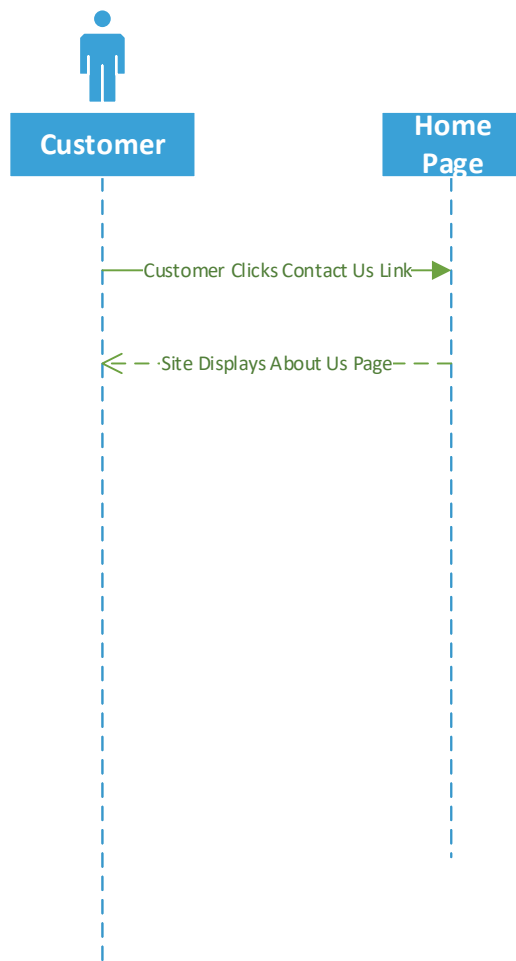 Customer
Home
Page
Customer Clicks Contact Us Link
Site Displays About Us Page